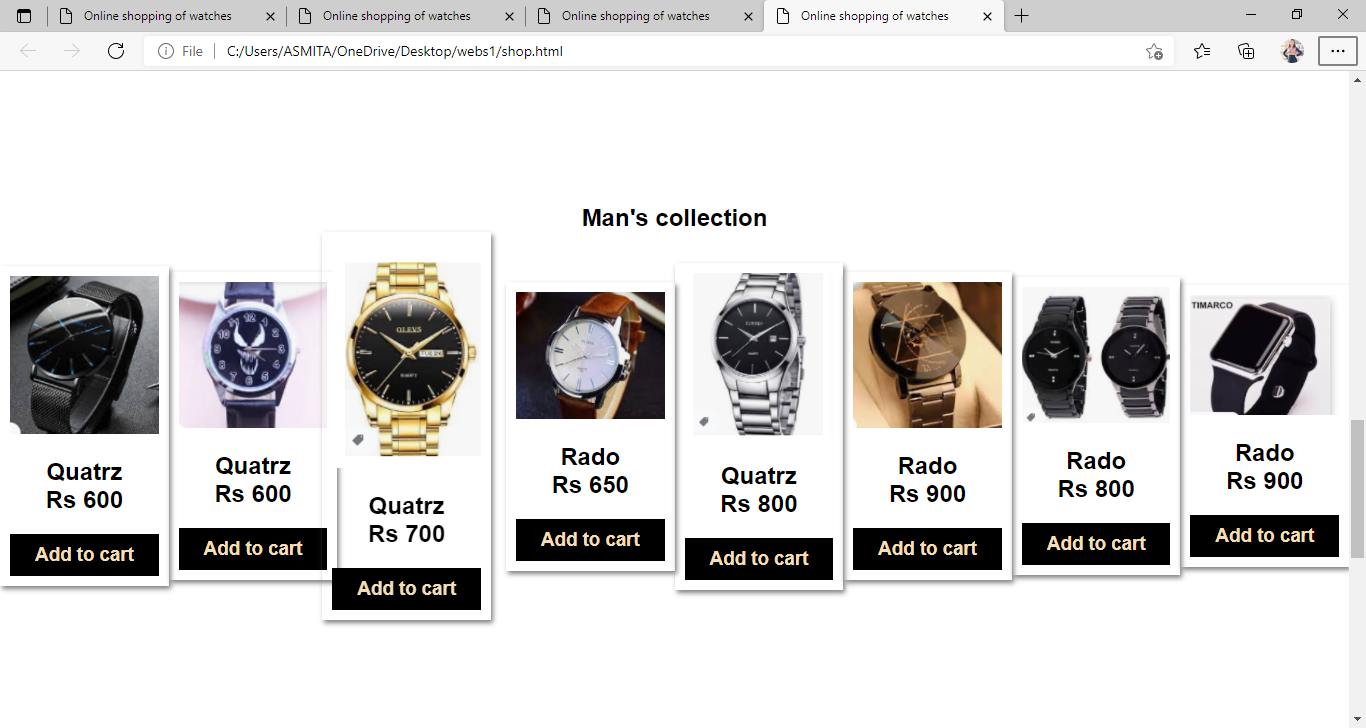 Online shopping of watches
Online shopping of watches
Online shopping of watches
Online shopping of watches
File
C:/Users/ASMITA/OneDrive/Desktop/webs1/shop.html
Man's collection
12
OLEVS
TIMARCO
Quatrz
Rs 600
Add to cart
Quatrz
Rs 600
Add to cart
Quatrz
Rs 700
Add to cart
Rado
Rs 650
Add to cart
Quatrz
Rs 800
Add to cart
Rado
Rs 900
Add to cart
Rado
Rs 800
Add to cart
Rado
Rs 900
Add to cart